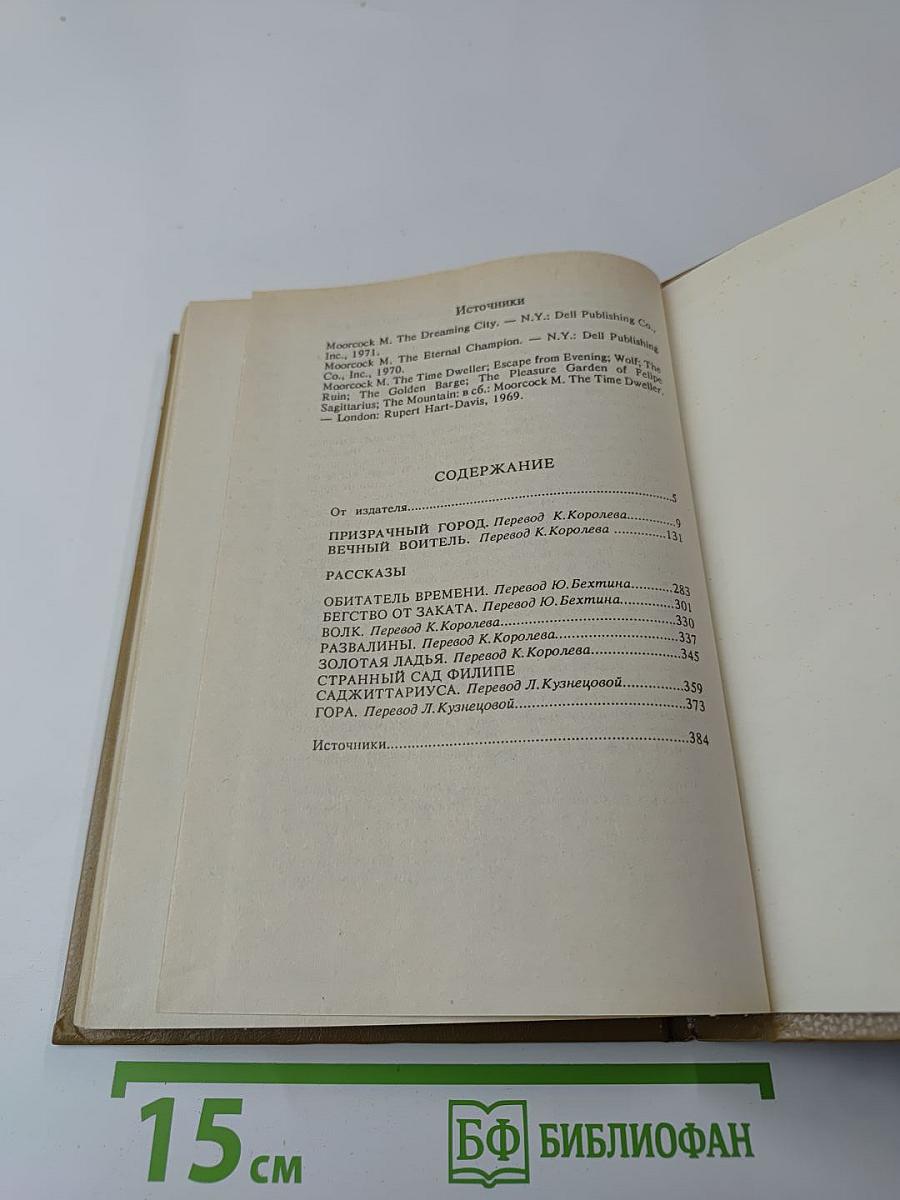 Источники
Moorcock M. The Dreaming City. — N.Y.: Dell Publishing Co.,
Inc., 1971.
Moorcock M. The Eternal Champion. — N.Y.: Dell Publishing
Co., Inc., 1970.
Moorcock M. The Time Dweller; Escape from Evening; Wolf; The
Ruin; The Golden Barge; The Pleasure Garden of Felipe
Sagittarius; The Mountain: в сб.: Moorcock M. The Time Dweller.
— London: Rupert Hart-Davis, 1969.
СОДЕРЖАНИЕ
От издателя..........5
ПРИЗРАЧНЫЙ ГОРОД. Перевод К.Королева..........9
ВЕЧНЫЙ ВОИТЕЛЬ. Перевод К.Королева ..........131
РАССКАЗЫ
ОБИТАТЕЛЬ ВРЕМЕНИ. Перевод Ю.Бехтина..........283
БЕГСТВО ОТ ЗАКАТА. Перевод Ю.Бехтина..........301
ВОЛК. Перевод К.Королева..........330
РАЗВАЛИНЫ. Перевод К.Королева..........337
ЗОЛОТАЯ ЛАДЬЯ. Перевод К.Королева..........345
СТРАННЫЙ САД ФИЛИПЕ
САДЖИТТАРИУСА. Перевод Л.Кузнецовой..........359
ГОРА. Перевод Л.Кузнецовой..........373
Источники..........384
15 см
БФ БИБЛИОФАН